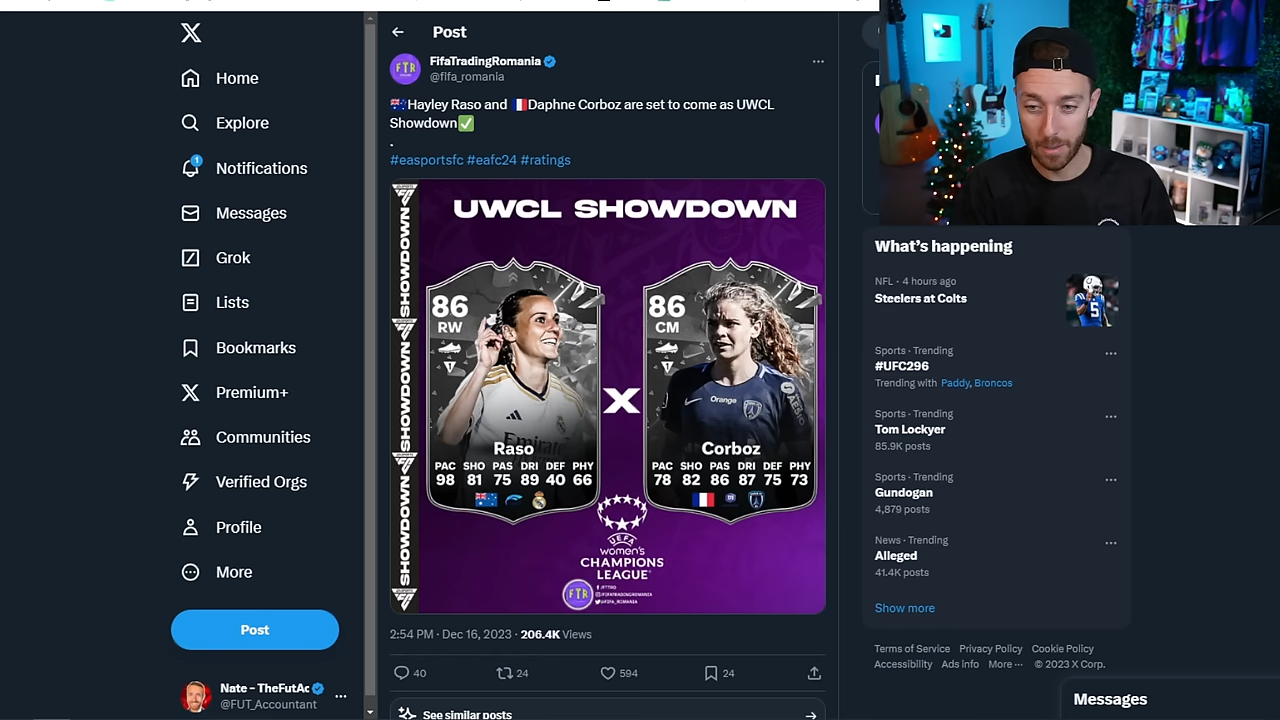 Home
Explore
1
Notifications
Messages
Grok
Lists
Bookmarks
Premium+
Communities
Verified Orgs
Profile
More
Post
Nate - TheFutAc
@FUT_Accountant
Post
FTR
FifaTradingRomania
@fifa_romania
🇦🇺Hayley Raso and 🇫🇷Daphne Corboz are set to come as UWCL
Showdown✅
.
#easportsfc #eafc24 #ratings
UWCL SHOWDOWN
SHOWDOWN
SHOWDOWN
SHOWDOWN
86
RW
Raso
PAC SHO PAS DRI DEF PHY
98 81 75 89 40 66
X
86
CM
Orange
Corboz
PAC SHO PAS DRI DEF PHY
78 82 86 87 75 73
UEFA
WOMEN'S
CHAMPIONS
LEAGUE
FTR
2:54 PM · Dec 16, 2023 · 206.4K Views
40 24 594 24
See similar posts
What's happening
NFL · 4 hours ago
Steelers at Colts
Sports · Trending
#UFC296
Trending with Paddy, Broncos
Sports · Trending
Tom Lockyer
85.9K posts
Sports · Trending
Gundogan
4,879 posts
News · Trending
Alleged
41.4K posts
Show more
Terms of Service Privacy Policy Cookie Policy
Accessibility Ads info More ··· © 2023 X Corp.
Messages